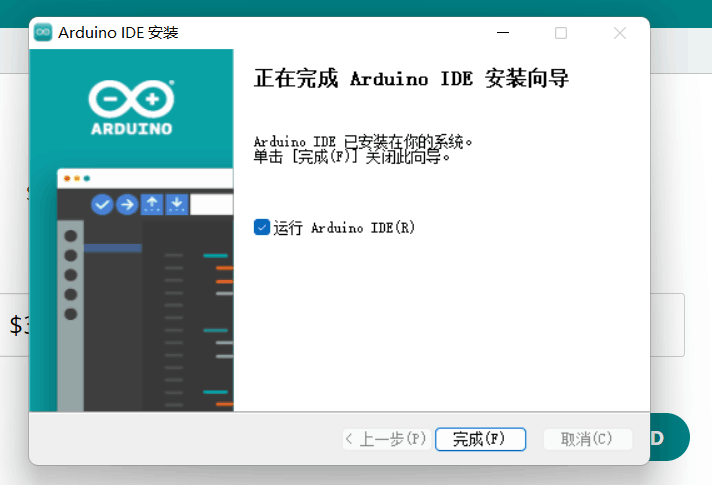 Arduino IDE 安装
正在完成 Arduino IDE 安装向导
ARDUINO
Arduino IDE 已安装在你的系统。
单击 [完成(F)] 关闭此向导。
运行 Arduino IDE(R)
$3
< 上一步(P)
完成(F)
取消(C)
D